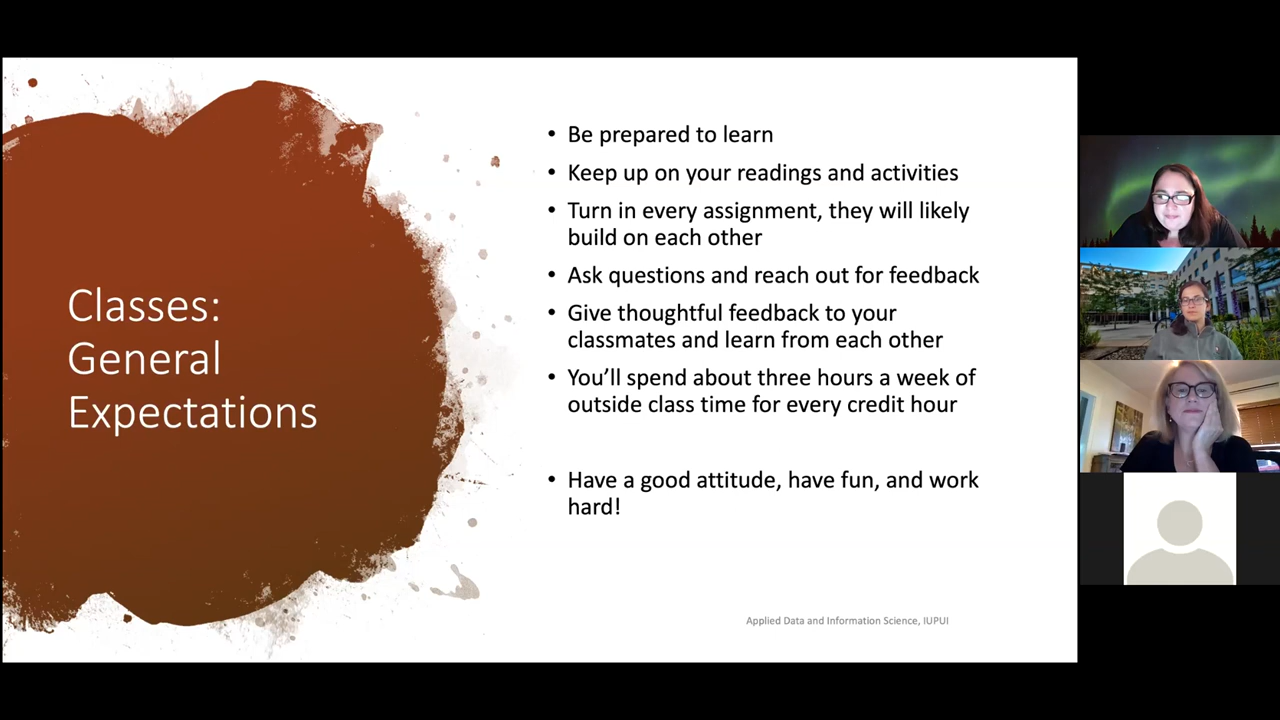 Classes:
General
Expectations
• Be prepared to learn
• Keep up on your readings and activities
• Turn in every assignment, they will likely
build on each other
• Ask questions and reach out for feedback
• Give thoughtful feedback to your
classmates and learn from each other
• You’ll spend about three hours a week of
outside class time for every credit hour
• Have a good attitude, have fun, and work
hard!
Applied Data and Information Science, IUPUI